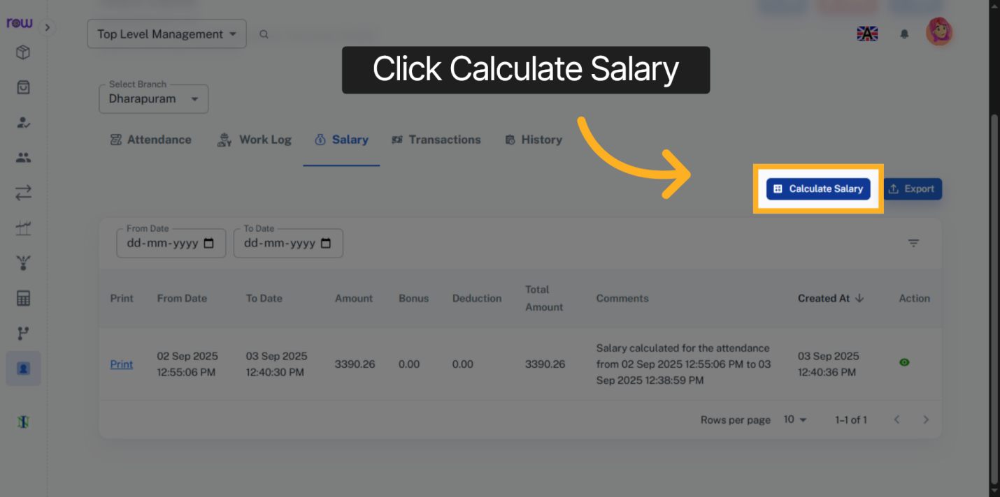 row
Top Level Management
Click Calculate Salary
Select Branch
Dharapuram
Attendance
Work Log
Salary
Transactions
History
Calculate Salary
Export
From Date
dd-mm-yyyy
To Date
dd-mm-yyyy
Print
From Date
To Date
Amount
Bonus
Deduction
Total
Amount
Comments
Created At
Action
Print
02 Sep 2025
12:55:06 PM
03 Sep 2025
12:40:30 PM
3390.26
0.00
0.00
3390.26
Salary calculated for the attendance
from 02 Sep 2025 12:55:06 PM to 03
Sep 2025 12:38:59 PM
03 Sep 2025
12:40:36 PM
Rows per page
10
1–1 of 1